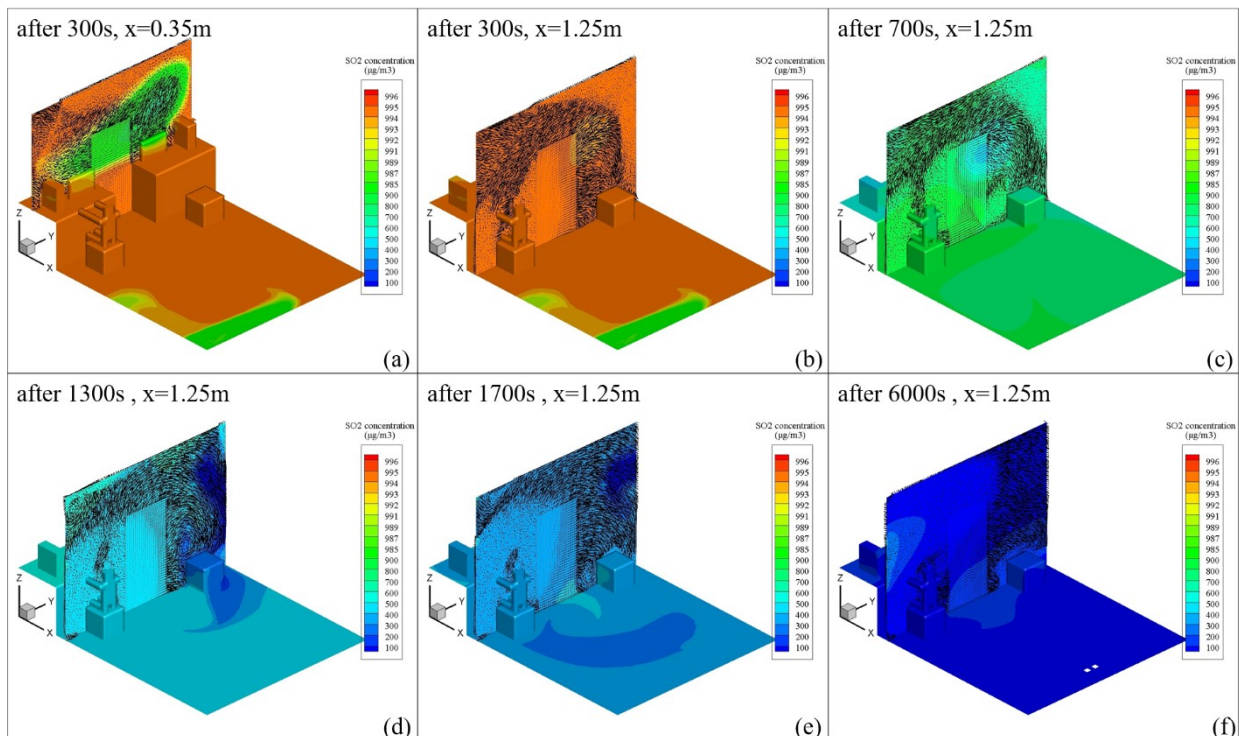 after 300s, x=0.35m
SO2 concentration
(μg/m3)
996
995
994
993
992
991
989
987
985
900
800
700
600
500
400
300
200
100
Z
Y
X
(a)
after 300s, x=1.25m
SO2 concentration
(μg/m3)
996
995
994
993
992
991
989
987
985
900
800
700
600
500
400
300
200
100
Z
Y
X
(b)
after 700s, x=1.25m
SO2 concentration
(μg/m3)
996
995
994
993
992
991
989
987
985
900
800
700
600
500
400
300
200
100
Z
Y
X
(c)
after 1300s , x=1.25m
SO2 concentration
(μg/m3)
996
995
994
993
992
991
989
987
985
900
800
700
600
500
400
300
200
100
Z
Y
X
(d)
after 1700s , x=1.25m
SO2 concentration
(μg/m3)
996
995
994
993
992
991
989
987
985
900
800
700
600
500
400
300
200
100
Z
Y
X
(e)
after 6000s , x=1.25m
SO2 concentration
(μg/m3)
996
995
994
993
992
991
989
987
985
900
800
700
600
500
400
300
200
100
Z
Y
X
(f)